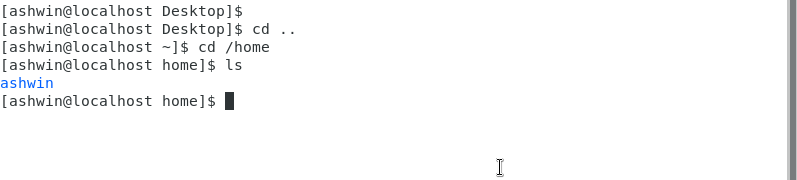 [ashwin@localhost Desktop]$
[ashwin@localhost Desktop]$ cd ..
[ashwin@localhost ~]$ cd /home
[ashwin@localhost home]$ ls
ashwin
[ashwin@localhost home]$